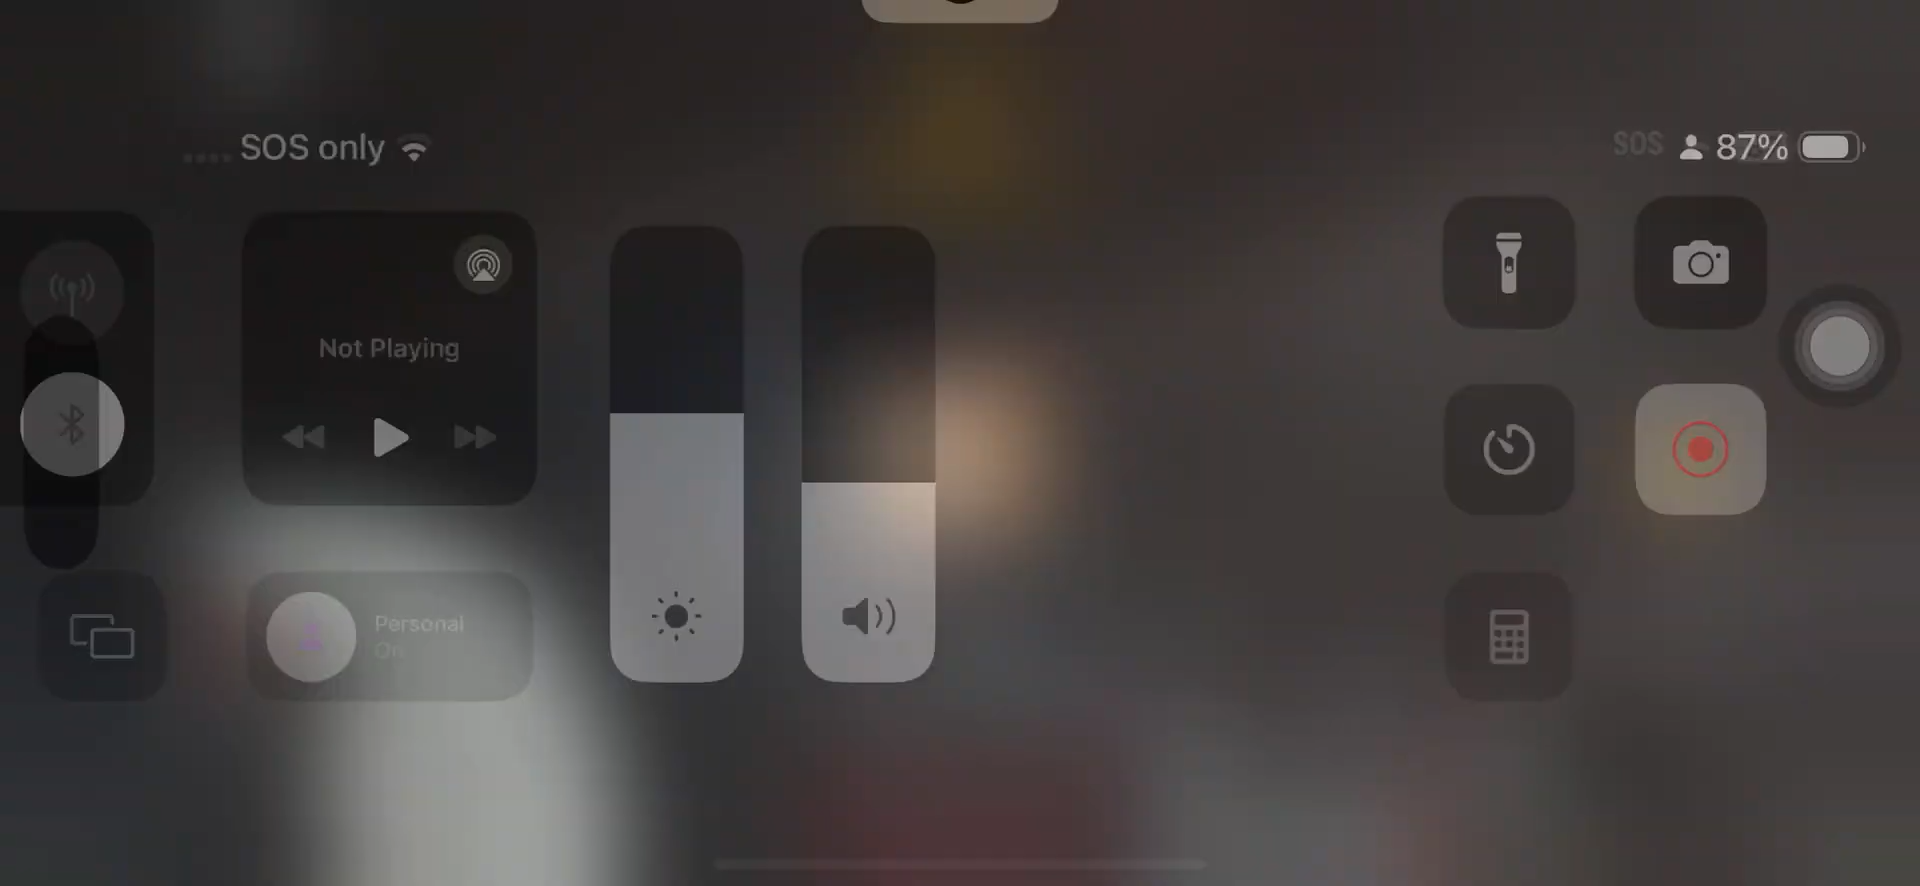 SOS only
SOS
87%
Not Playing
Personal
On